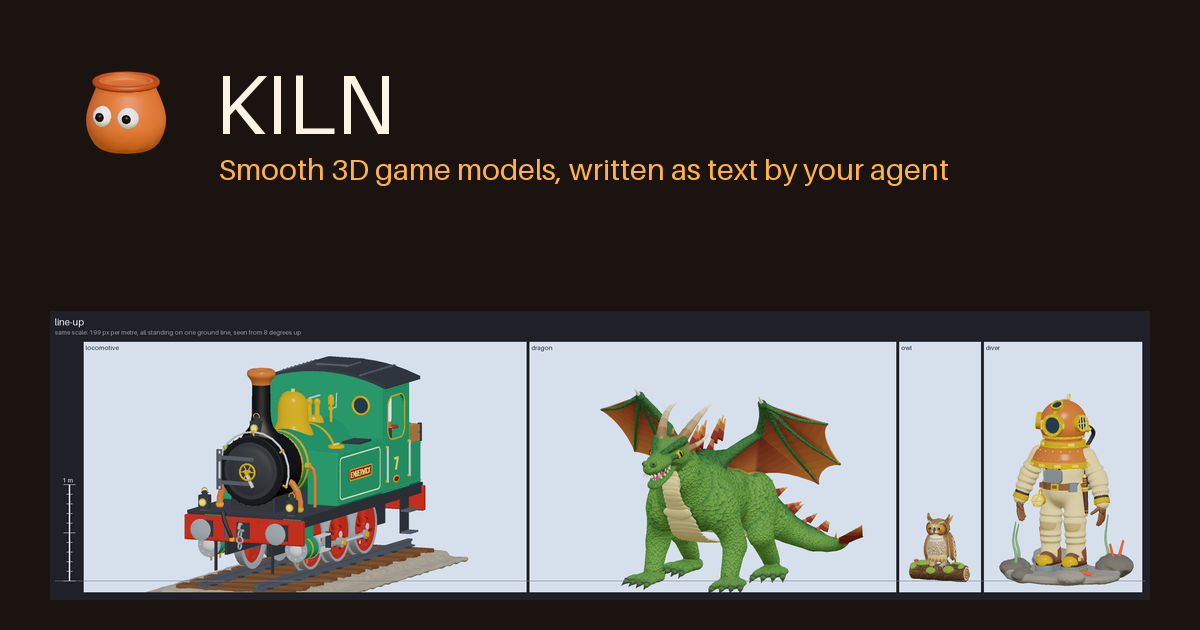 KILN
Smooth 3D game models, written as text by your agent
line-up
same scale: 199 px per metre, all standing on one ground line, seen from 8 degrees up
locomotive
dragon
owl
diver
1 m
7